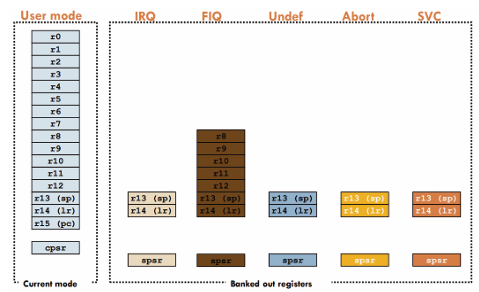 User mode IRQ FIQ Undef Abort SVC
r0
r1
r2
r3
r4
r5
r6
r7
r8 r8
r9 r9
r10 r10
r11 r11
r12 r12
r13 (sp) r13 (sp) r13 (sp) r13 (sp) r13 (sp) r13 (sp)
r14 (lr) r14 (lr) r14 (lr) r14 (lr) r14 (lr) r14 (lr)
r15 (pc)
cpsr
spsr spsr spsr spsr spsr
Current mode Banked out registers